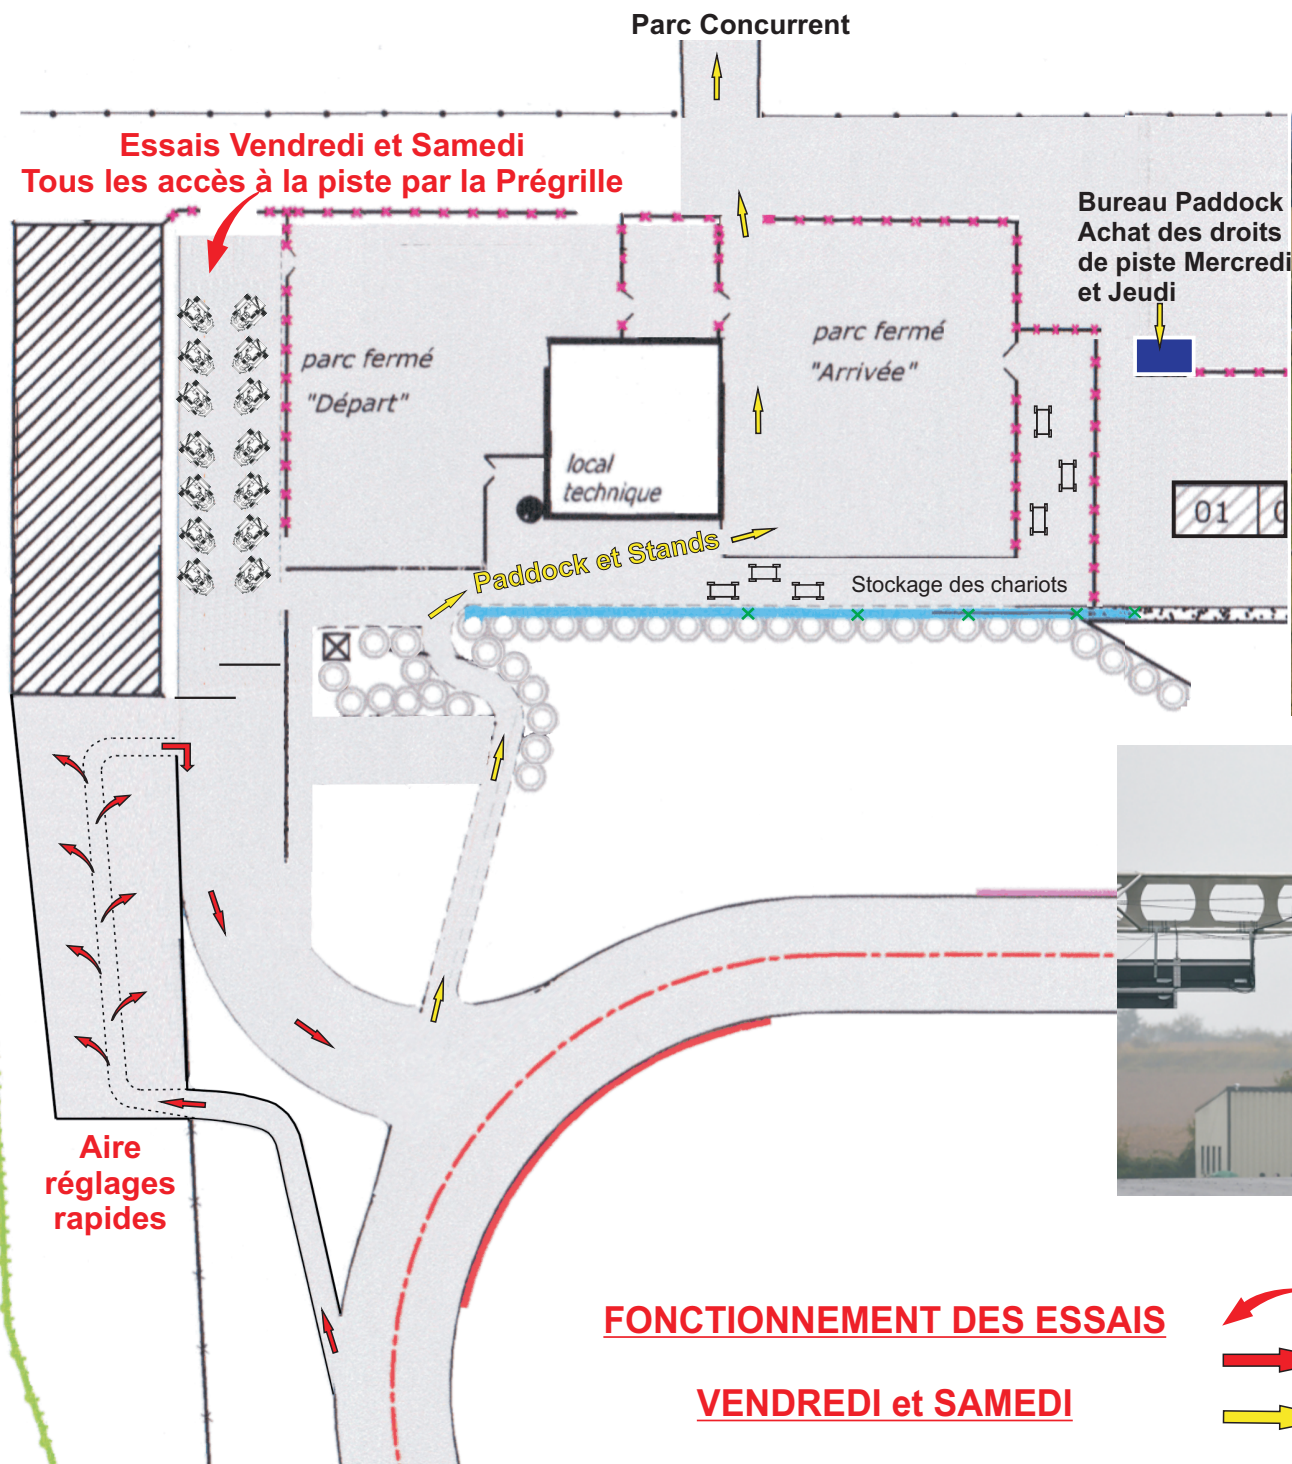 Parc Concurrent
Essais Vendredi et Samedi
Tous les accès à la piste par la Prégrille
Bureau Paddock
Achat des droits
de piste Mercredi
et Jeudi
parc fermé
"Départ"
parc fermé
"Arrivée"
local
technique
01
Paddock et Stands
Stockage des chariots
Aire
réglages
rapides
FONCTIONNEMENT DES ESSAIS
VENDREDI et SAMEDI